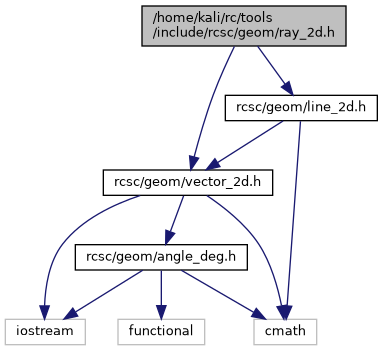 /home/kali/rc/tools
/include/rcsc/geom/ray_2d.h
rcsc/geom/line_2d.h
rcsc/geom/vector_2d.h
rcsc/geom/angle_deg.h
iostream
functional
cmath